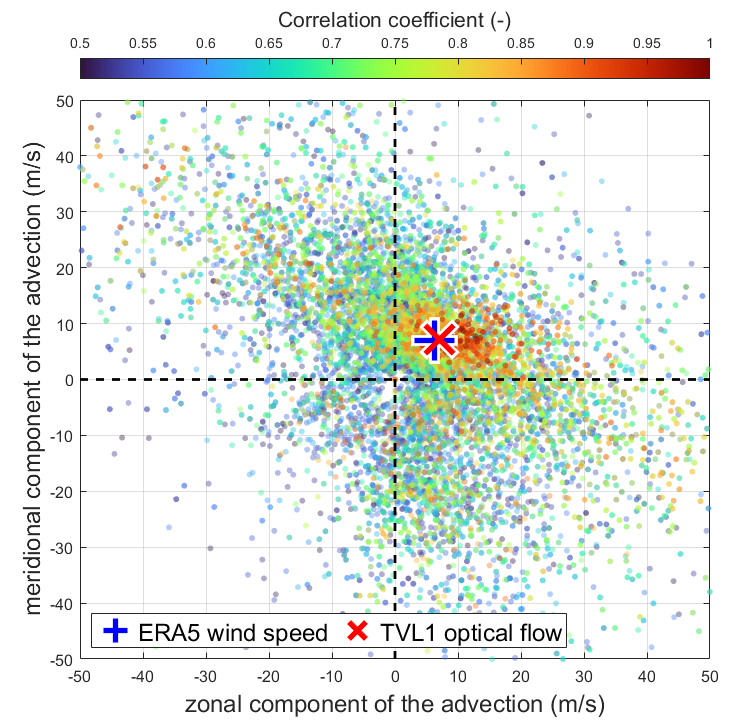 Correlation coefficient (-)
0.5 0.55 0.6 0.65 0.7 0.75 0.8 0.85 0.9 0.95 1
50
40
30
20
10
0
-10
-20
-30
-40
-50
meridional component of the advection (m/s)
ERA5 wind speed TVL1 optical flow
-50 -40 -30 -20 -10 0 10 20 30 40 50
zonal component of the advection (m/s)